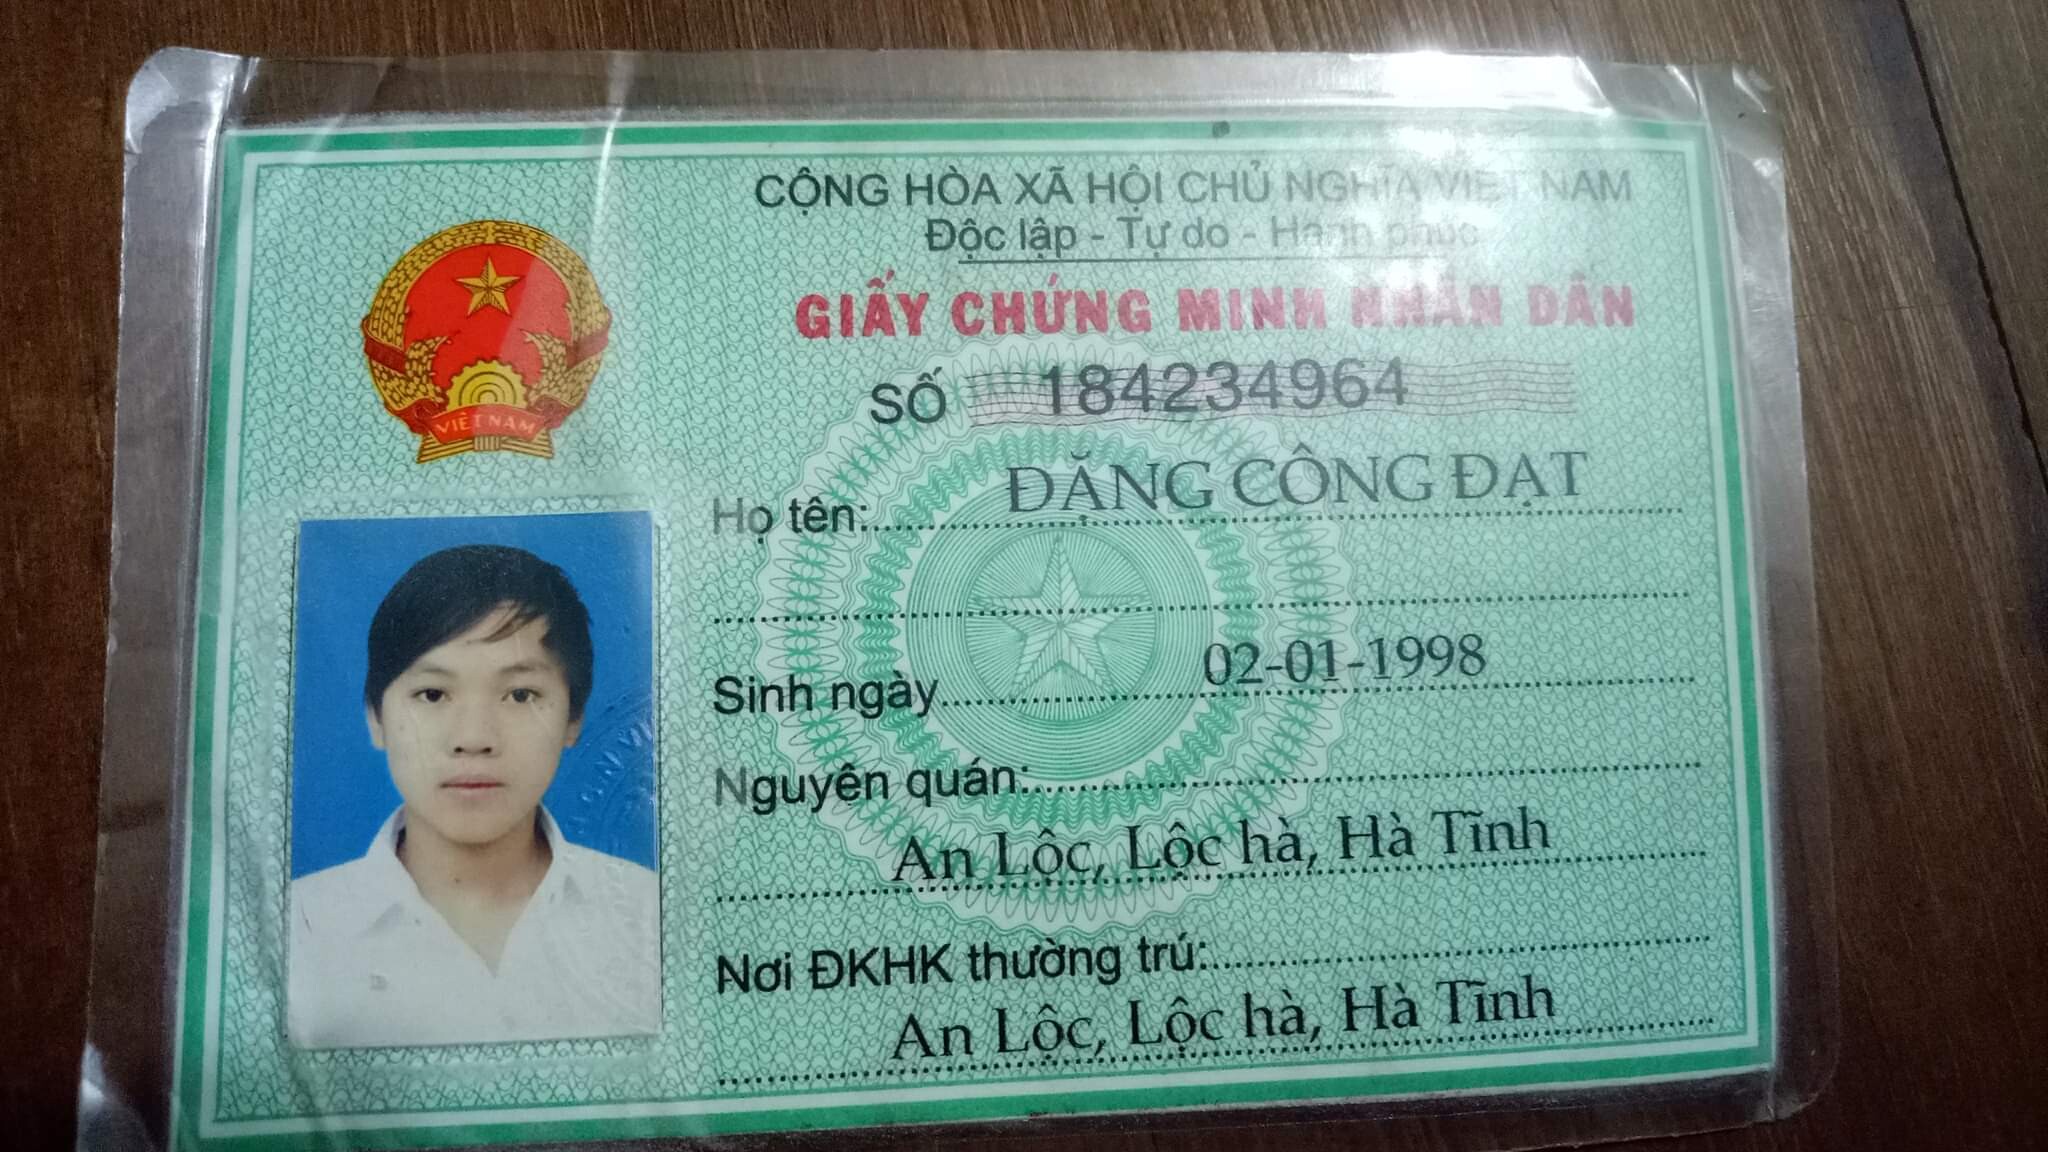 CỘNG HÒA XÃ HỘI CHỦ NGHĨA VIỆT NAM
Độc lập - Tự do - Hạnh phúc
GIẤY CHỨNG MINH NHÂN DÂN
SỐ 184234964
VIỆT NAM
Họ tên: ĐẶNG CÔNG ĐẠT
Sinh ngày 02-01-1998
Nguyên quán:
An Lộc, Lộc hà, Hà Tĩnh
Nơi ĐKHK thường trú:
An Lộc, Lộc hà, Hà Tĩnh